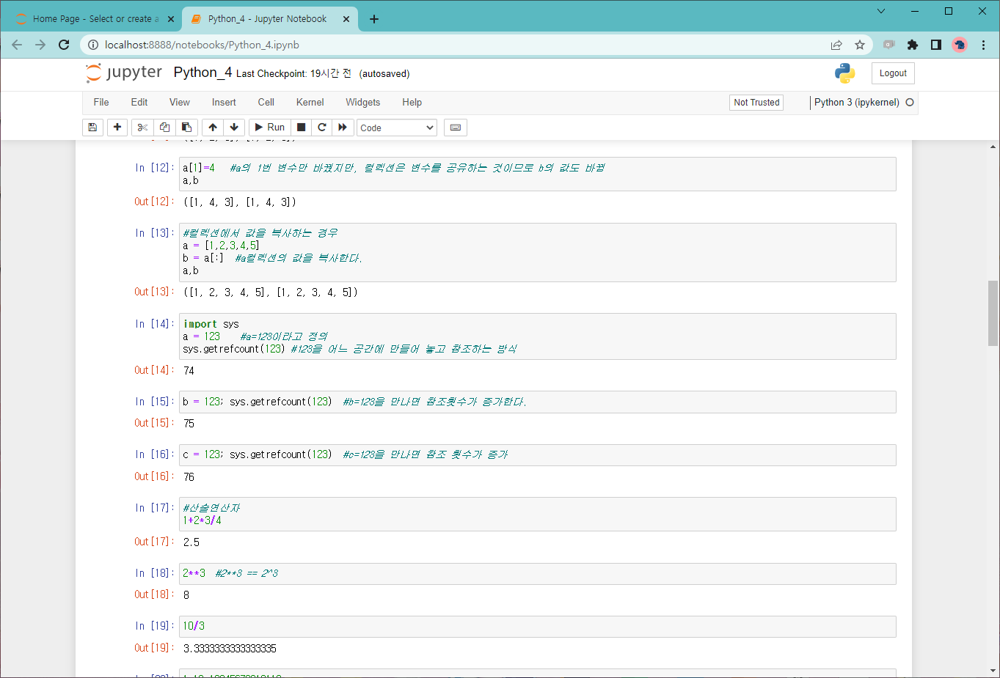 Home Page - Select or create a
Python_4 - Jupyter Notebook
localhost:8888/notebooks/Python_4.ipynb
jupyter Python_4 Last Checkpoint: 19시간 전 (autosaved)
Logout
File Edit View Insert Cell Kernel Widgets Help
Not Trusted
Python 3 (ipykernel)
Run
Code
In [12]: a[1]=4 #a의 1번 변수만 바꿨지만, 컬렉션은 변수를 공유하는 것이므로 b의 값도 바뀜
a,b
Out[12]: ([1, 4, 3], [1, 4, 3])
In [13]: #컬렉션에서 값을 복사하는 경우
a = [1,2,3,4,5]
b = a[:] #a컬렉션의 값을 복사한다.
a,b
Out[13]: ([1, 2, 3, 4, 5], [1, 2, 3, 4, 5])
In [14]: import sys
a = 123 #a=123이라고 정의
sys.getrefcount(123) #123을 어느 공간에 만들어 놓고 참조하는 방식
Out[14]: 74
In [15]: b = 123; sys.getrefcount(123) #b=123을 만나면 참조횟수가 증가한다.
Out[15]: 75
In [16]: c = 123; sys.getrefcount(123) #c=123을 만나면 참조 횟수가 증가
Out[16]: 76
In [17]: #산술연산자
1+2*3/4
Out[17]: 2.5
In [18]: 2**3 #2**3 == 2^3
Out[18]: 8
In [19]: 10/3
Out[19]: 3.3333333333333335